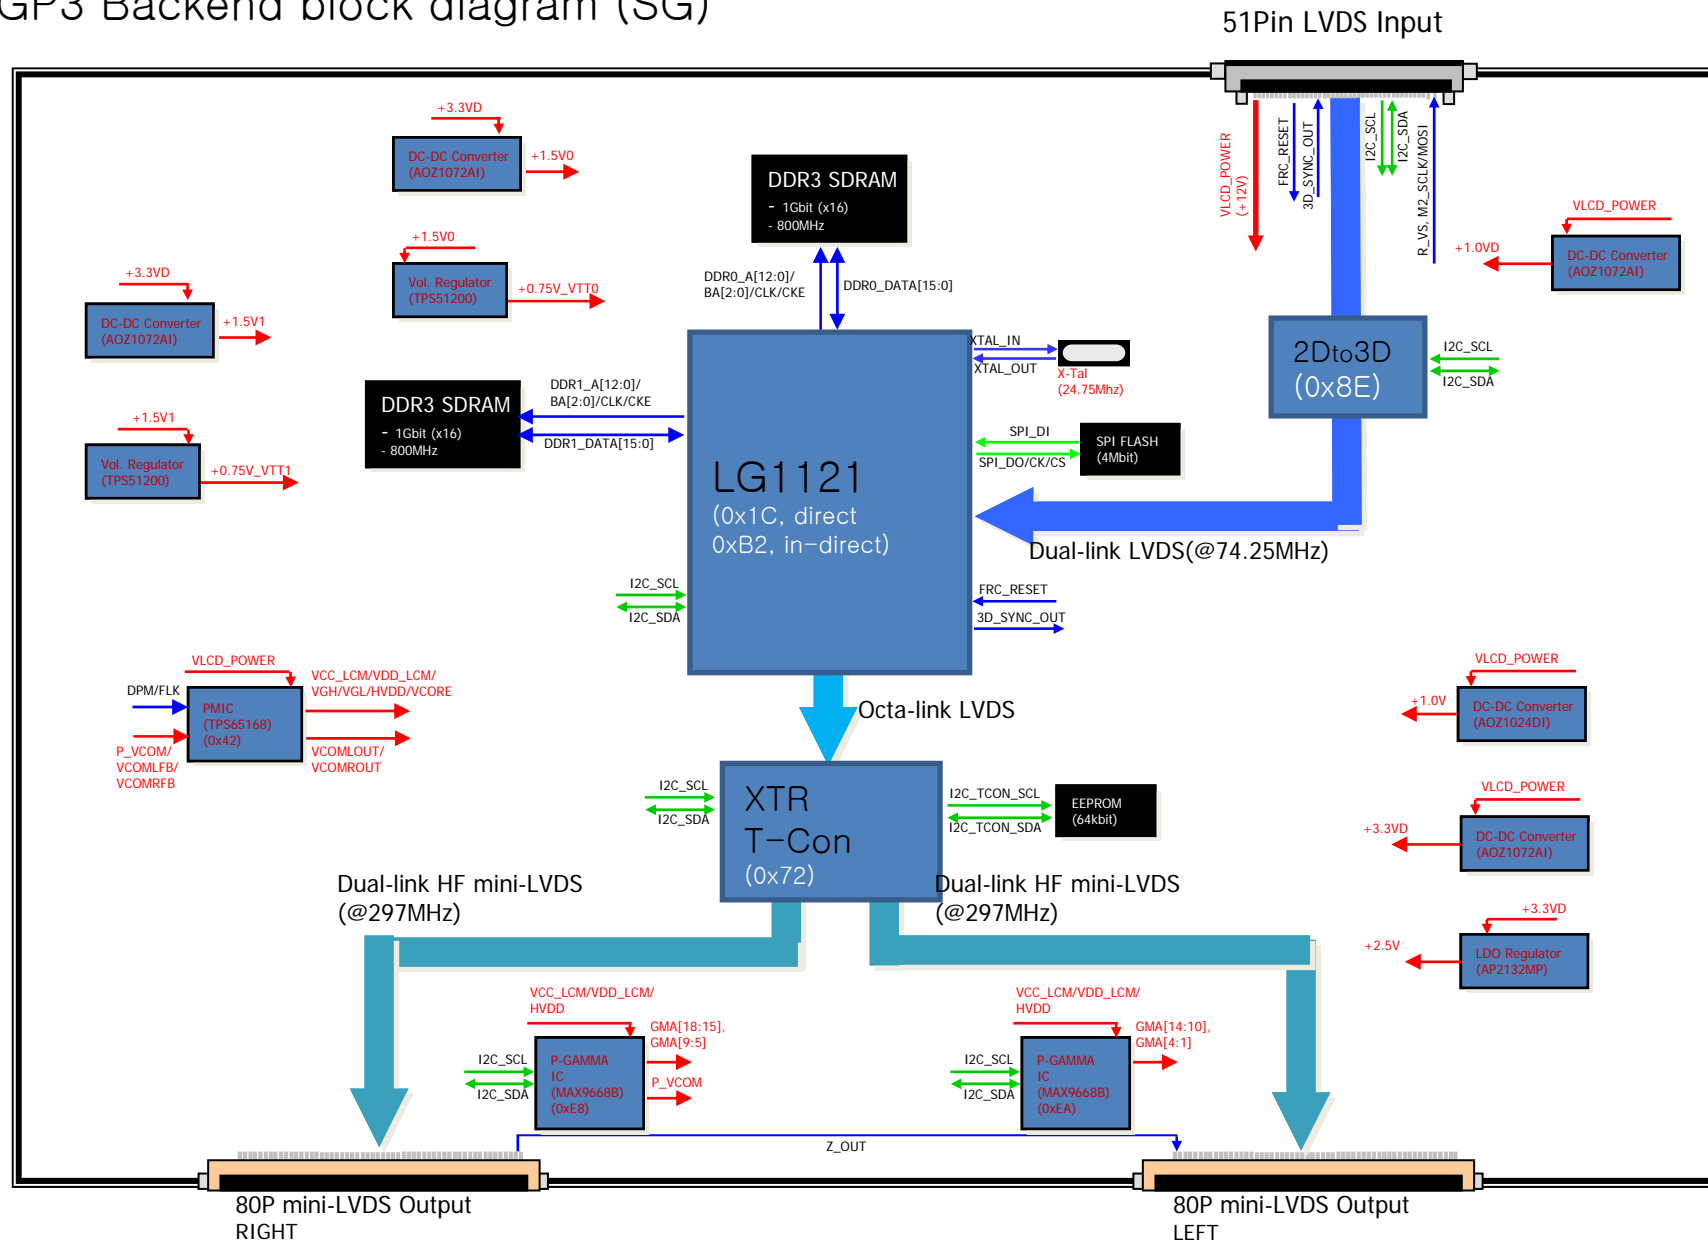 GP3 Backend block diagram (SG)
51Pin LVDS Input
VLCD_POWER
(+12V)
FRC_RESET
3D_SYNC_OUT
I2C_SCL
I2C_SDA
R_VS, M2_SCLK/MOSI
+3.3VD
DC-DC Converter
(AOZ1072AI)
+1.5V0
DDR3 SDRAM
- 1Gbit (x16)
- 800MHz
VLCD_POWER
+1.0VD
DC-DC Converter
(AOZ1072AI)
+1.5V0
Vol. Regulator
(TPS51200)
+0.75V_VTT0
DDR0_A[12:0]/
BA[2:0]/CLK/CKE
DDR0_DATA[15:0]
+3.3VD
DC-DC Converter
(AOZ1072AI)
+1.5V1
XTAL_IN
XTAL_OUT
X-Tal
(24.75Mhz)
2Dto3D
(0x8E)
I2C_SCL
I2C_SDA
DDR3 SDRAM
- 1Gbit (x16)
- 800MHz
DDR1_A[12:0]/
BA[2:0]/CLK/CKE
DDR1_DATA[15:0]
+1.5V1
Vol. Regulator
(TPS51200)
+0.75V_VTT1
SPI_DI
SPI_DO/CK/CS
SPI FLASH
(4Mbit)
LG1121
(0x1C, direct
0xB2, in-direct)
Dual-link LVDS(@74.25MHz)
I2C_SCL
I2C_SDA
FRC_RESET
3D_SYNC_OUT
VLCD_POWER
DPM/FLK
PMIC
(TPS65168)
(0x42)
VCC_LCM/VDD_LCM/
VGH/VGL/HVDD/VCORE
P_VCOM/
VCOMLFB/
VCOMRFB
VCOMLOUT/
VCOMROUT
Octa-link LVDS
VLCD_POWER
+1.0V
DC-DC Converter
(AOZ1024DI)
I2C_SCL
I2C_SDA
XTR
T-Con
(0x72)
I2C_TCON_SCL
I2C_TCON_SDA
EEPROM
(64kbit)
VLCD_POWER
+3.3VD
DC-DC Converter
(AOZ1072AI)
Dual-link HF mini-LVDS
(@297MHz)
Dual-link HF mini-LVDS
(@297MHz)
+3.3VD
+2.5V
LDO Regulator
(AP2132MP)
VCC_LCM/VDD_LCM/
HVDD
I2C_SCL
I2C_SDA
P-GAMMA
IC
(MAX9668B)
(0xE8)
GMA[18:15],
GMA[9:5]
P_VCOM
VCC_LCM/VDD_LCM/
HVDD
I2C_SCL
I2C_SDA
P-GAMMA
IC
(MAX9668B)
(0xEA)
GMA[14:10],
GMA[4:1]
Z_OUT
80P mini-LVDS Output
RIGHT
80P mini-LVDS Output
LEFT